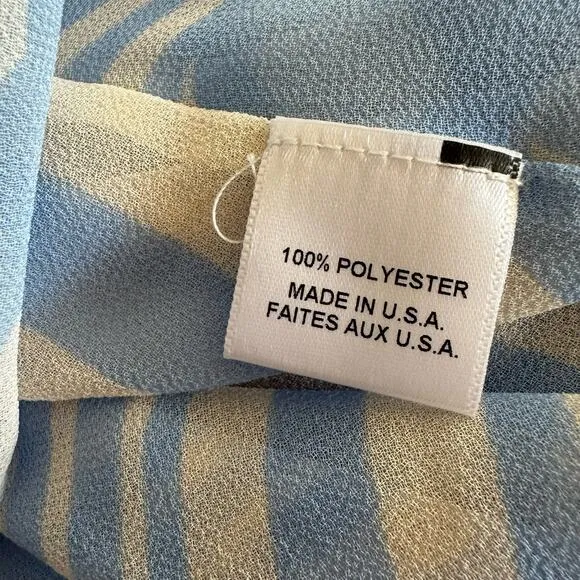 100% POLYESTER
MADE IN U.S.A.
FAITES AUX U.S.A.